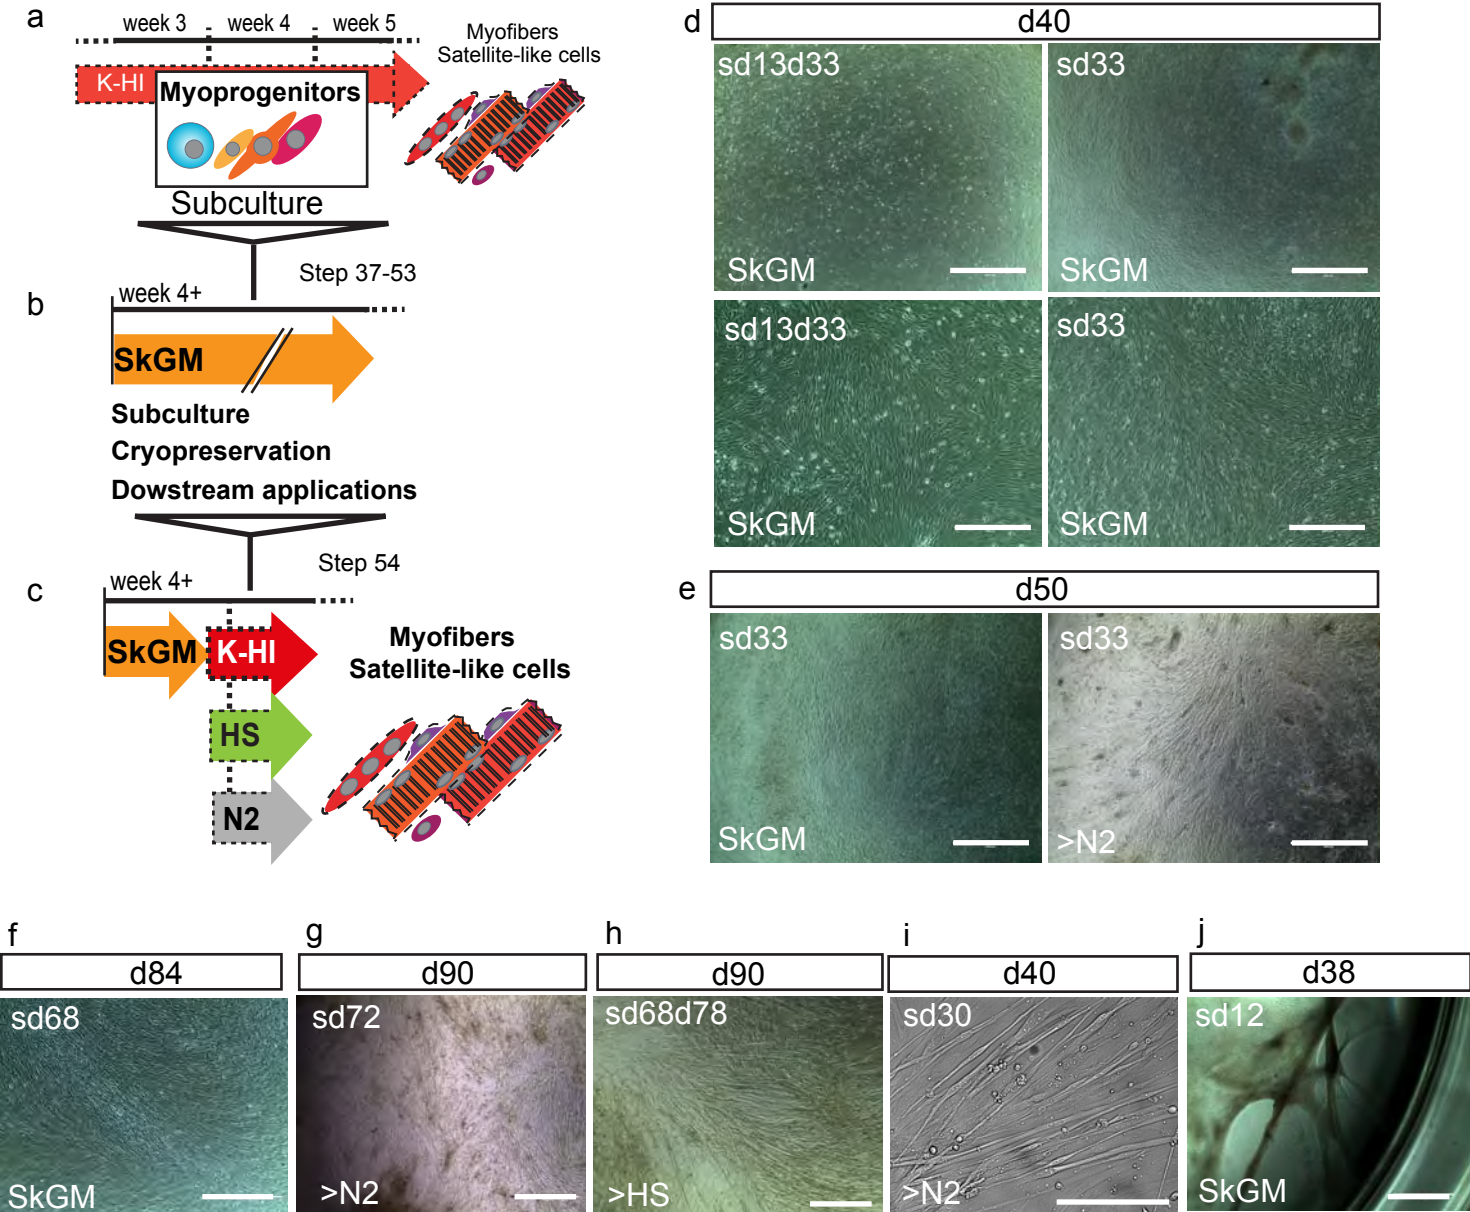 a
week 3
week 4
week 5
K-HI
Myoprogenitors
Myofibers
Satellite-like cells
Subculture
Step 37-53
b
week 4+
SkGM
Subculture
Cryopreservation
Dowstream applications
Step 54
c
week 4+
SkGM
K-HI
HS
N2
Myofibers
Satellite-like cells
d
d40
sd13d33
SkGM
sd33
SkGM
sd13d33
SkGM
sd33
SkGM
e
d50
sd33
SkGM
sd33
>N2
f
d84
sd68
SkGM
g
d90
sd72
>N2
h
d90
sd68d78
>HS
i
d40
sd30
>N2
j
d38
sd12
SkGM